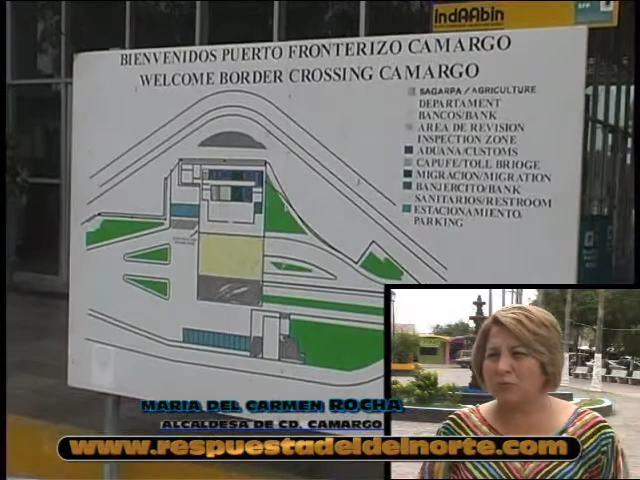 IndAAbin
SFP
BIENVENIDOS PUERTO FRONTERIZO CAMARGO
WELCOME BORDER CROSSING CAMARGO
SAGARPA / AGRICULTURE
DEPARTAMENT
BANCOS/BANK
AREA DE REVISION
INSPECTION ZONE
ADUANA/CUSTOMS
CAPUFE/TOLL BRIDGE
MIGRACION/MIGRATION
BANJERCITO/BANK
SANITARIOS/RESTROOM
ESTACIONAMIENTO
PARKING
MARIA DEL CARMEN ROCHA
ALCALDESA DE CD. CAMARGO
www.respuestadeldelnorte.com